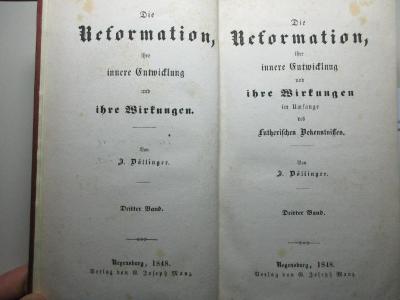 Die
Reformation,
ihre
innere Entwicklung
und
ihre Wirkungen.
Von
J. Döllinger.
Dritter Band.
Regensburg, 1848.
Verlag von G. Joseph Manz.
Die
Reformation,
ihre
innere Entwicklung
und
ihre Wirkungen
im Umfange
des
Lutherischen Bekenntnisses.
Von
J. Döllinger.
Dritter Band.
Regensburg, 1848.
Verlag von G. Joseph Manz.